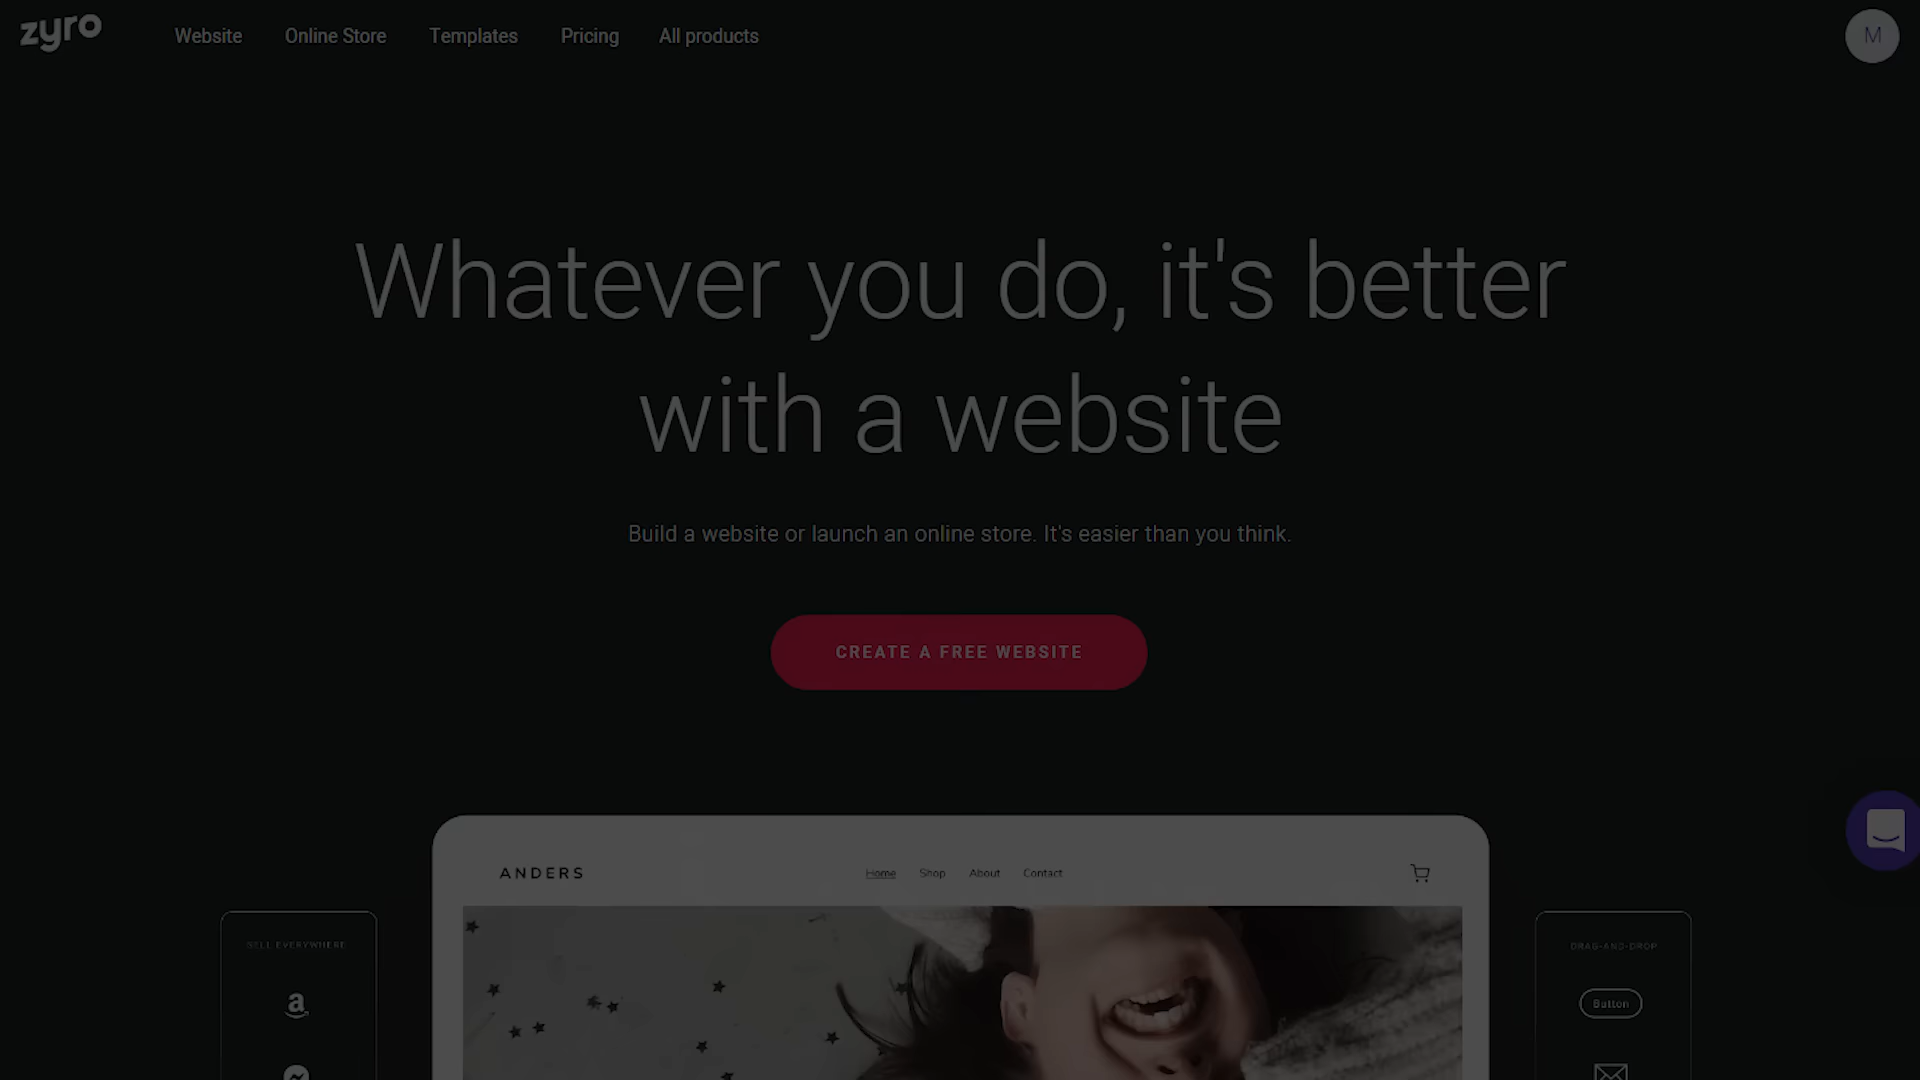 zyro
Website Online Store Templates Pricing All products
M
Whatever you do, it's better
with a website
Build a website or launch an online store. It's easier than you think.
CREATE A FREE WEBSITE
ANDERS
Home Shop About Contact
SELL EVERYWHERE
DRAG-AND-DROP
Button